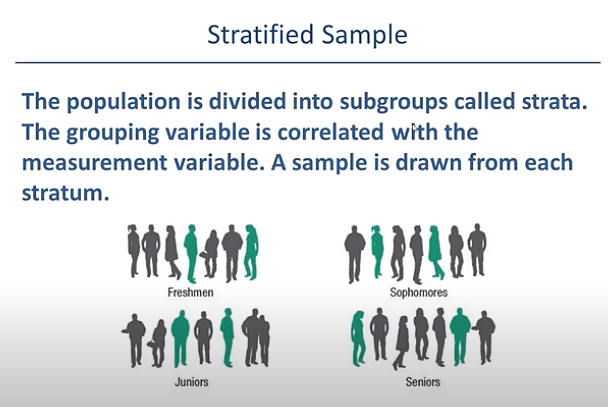 Stratified Sample
The population is divided into subgroups called strata.
The grouping variable is correlated with the
measurement variable. A sample is drawn from each
stratum.
Freshmen
Sophomores
Juniors
Seniors